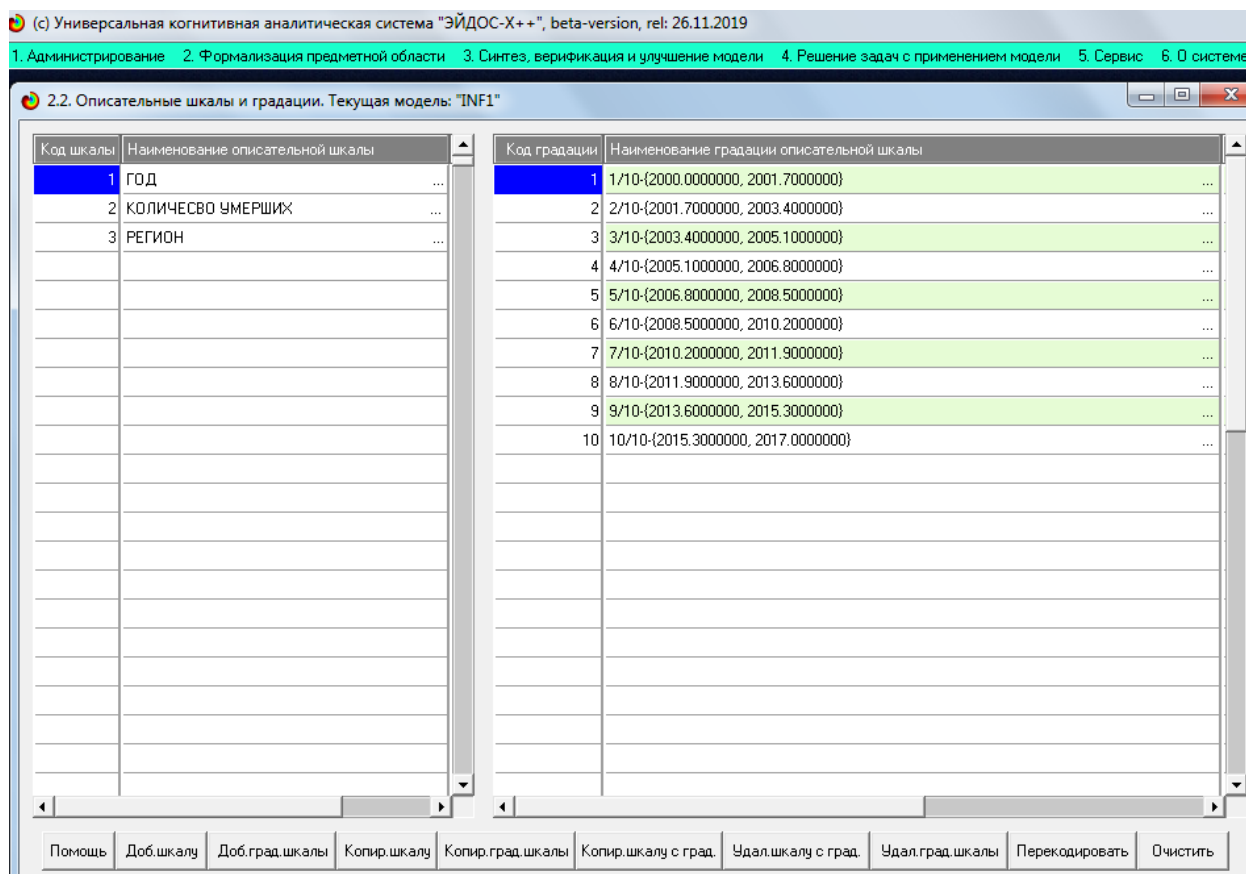 (c) Универсальная когнитивная аналитическая система "ЭЙДОС-X++", beta-version, rel: 26.11.2019
1. Администрирование 2. Формализация предметной области 3. Синтез, верификация и улучшение модели 4. Решение задач с применением модели 5. Сервис 6. О системе
2.2. Описательные шкалы и градации. Текущая модель: "INF1"
Код шкалы Наименование описательной шкалы Код градации Наименование градации описательной шкалы
1 ГОД ... 1 1/10-{2000.0000000, 2001.7000000} ...
2 КОЛИЧЕСВО УМЕРШИХ ... 2 2/10-{2001.7000000, 2003.4000000} ...
3 РЕГИОН ... 3 3/10-{2003.4000000, 2005.1000000} ...
4 4/10-{2005.1000000, 2006.8000000} ...
5 5/10-{2006.8000000, 2008.5000000} ...
6 6/10-{2008.5000000, 2010.2000000} ...
7 7/10-{2010.2000000, 2011.9000000} ...
8 8/10-{2011.9000000, 2013.6000000} ...
9 9/10-{2013.6000000, 2015.3000000} ...
10 10/10-{2015.3000000, 2017.0000000} ...
Помощь Доб.шкалу Доб.град.шкалы Копир.шкалу Копир.град.шкалы Копир.шкалу с град. Удал.шкалу с град. Удал.град.шкалы Перекодировать Очистить